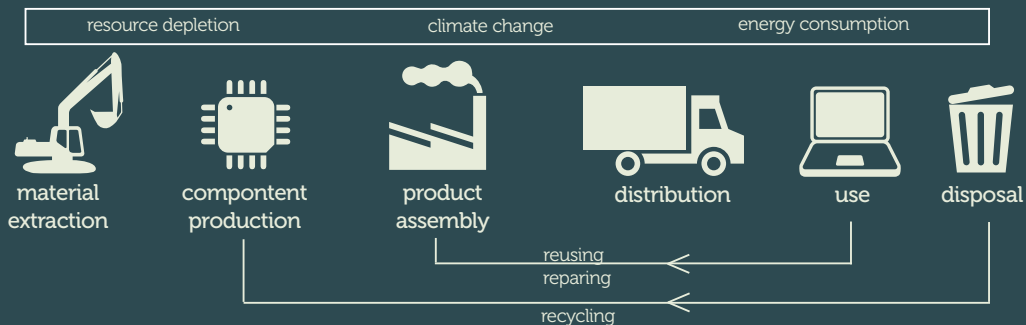 resource depletion
climate change
energy consumption
material
extraction
compontent
production
product
assembly
distribution
use
disposal
reusing
reparing
recycling